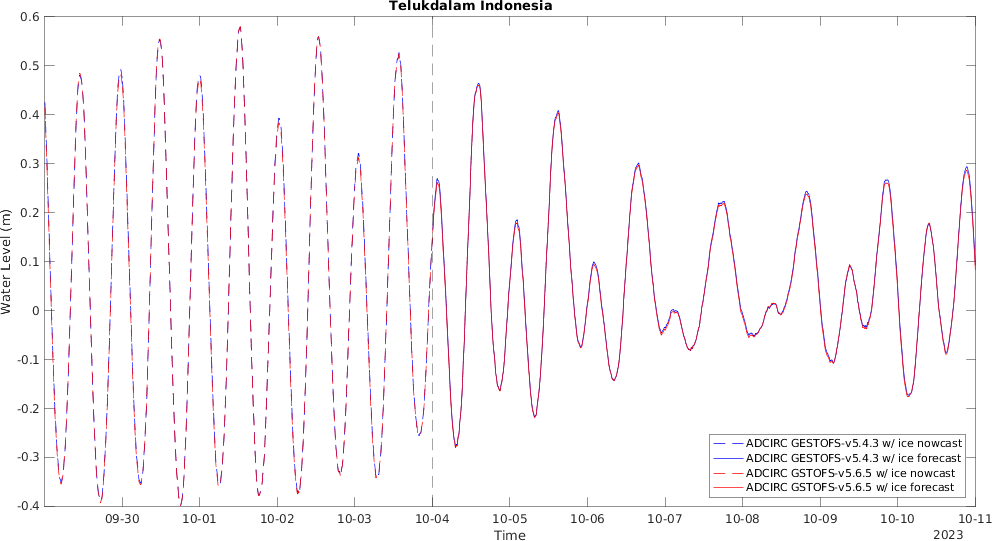 Telukdalam Indonesia
0.6
0.5
0.4
0.3
0.2
0.1
0
-0.1
-0.2
-0.3
-0.4
Water Level (m)
ADCIRC GESTOFS-v5.4.3 w/ ice nowcast
ADCIRC GESTOFS-v5.4.3 w/ ice forecast
ADCIRC GSTOFS-v5.6.5 w/ ice nowcast
ADCIRC GSTOFS-v5.6.5 w/ ice forecast
09-30 10-01 10-02 10-03 10-04 10-05 10-06 10-07 10-08 10-09 10-10 10-11
Time
2023